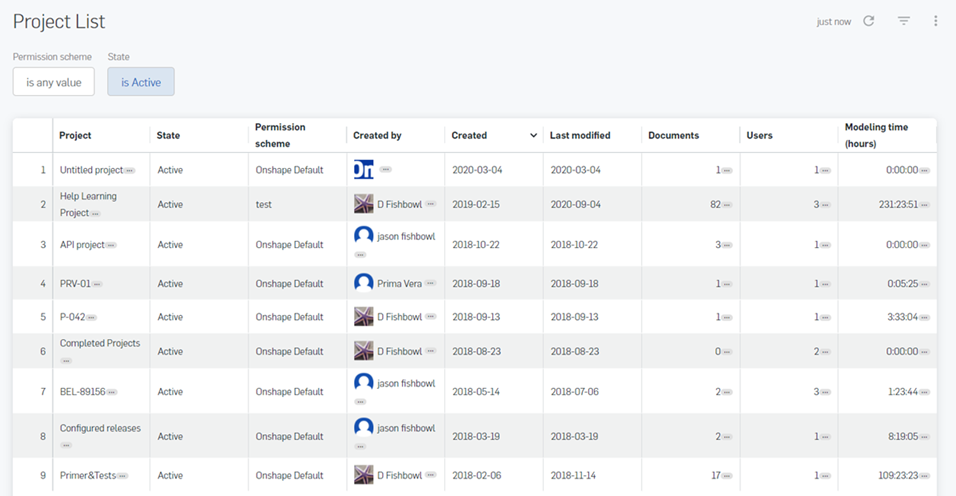 Project List
just now
Permission scheme State
is any value is Active
Project State Permission scheme Created by Created Last modified Documents Users Modeling time (hours)
1 Untitled project Active Onshape Default On 2020-03-04 2020-03-04 1 1 0:00:00
2 Help Learning Project Active test D Fishbowl 2019-02-15 2020-09-04 82 3 231:23:51
3 API project Active Onshape Default jason fishbowl 2018-10-22 2018-10-22 3 1 0:00:00
4 PRV-01 Active Onshape Default Prima Vera 2018-09-18 2018-09-18 1 1 0:05:25
5 P-042 Active Onshape Default D Fishbowl 2018-09-13 2018-09-13 1 1 3:33:04
6 Completed Projects Active Onshape Default D Fishbowl 2018-08-23 2018-08-23 0 2 0:00:00
7 BEL-89156 Active Onshape Default jason fishbowl 2018-05-14 2018-07-06 2 3 1:23:44
8 Configured releases Active Onshape Default jason fishbowl 2018-03-19 2018-03-19 2 1 8:19:05
9 Primer&Tests Active Onshape Default D Fishbowl 2018-02-06 2018-11-14 17 1 109:23:23